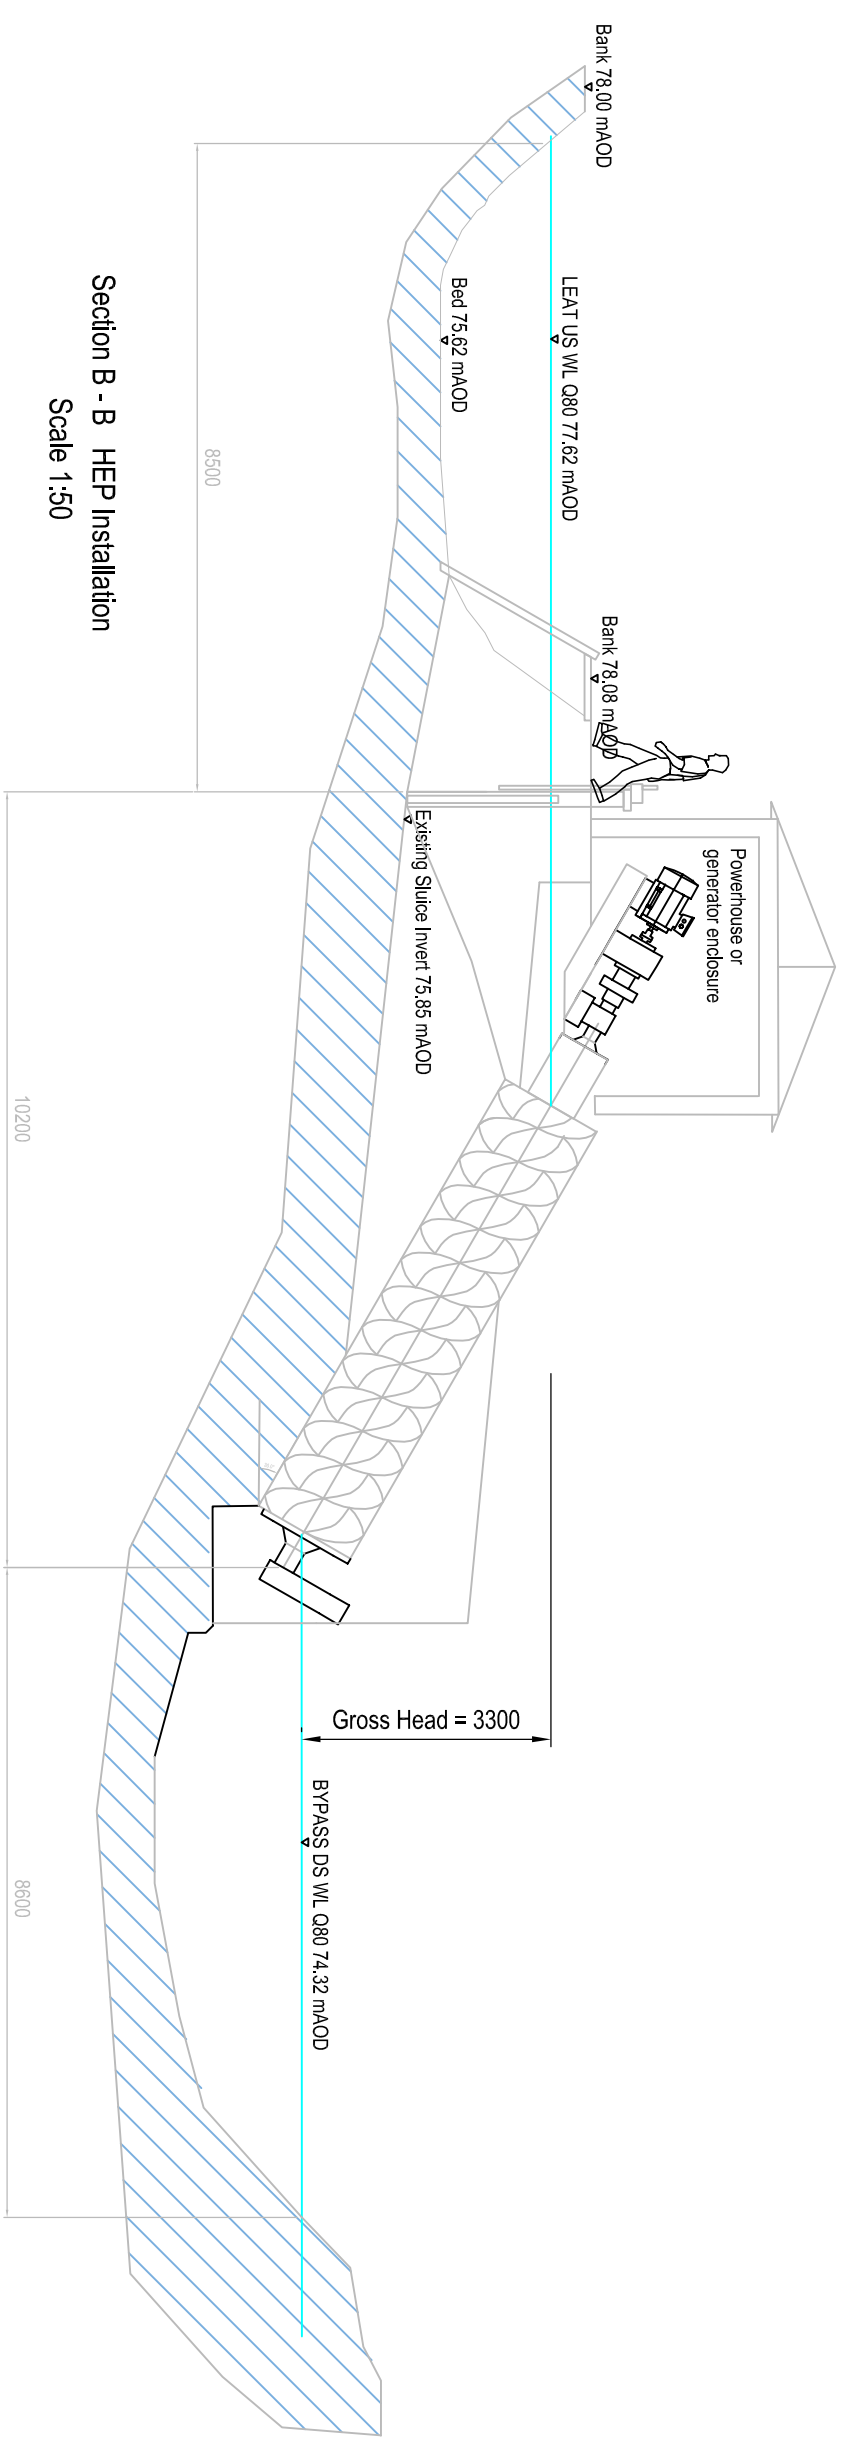 Bank 78.00 mAOD
LEAT US WL Q80 77.62 mAOD
Bed 75.62 mAOD
Bank 78.08 mAOD
Powerhouse or
generator enclosure
Existing Sluice Invert 75.85 mAOD
Gross Head = 3300
BYPASS DS WL Q80 74.32 mAOD
8500
10200
8600
Section B - B HEP Installation
Scale 1:50